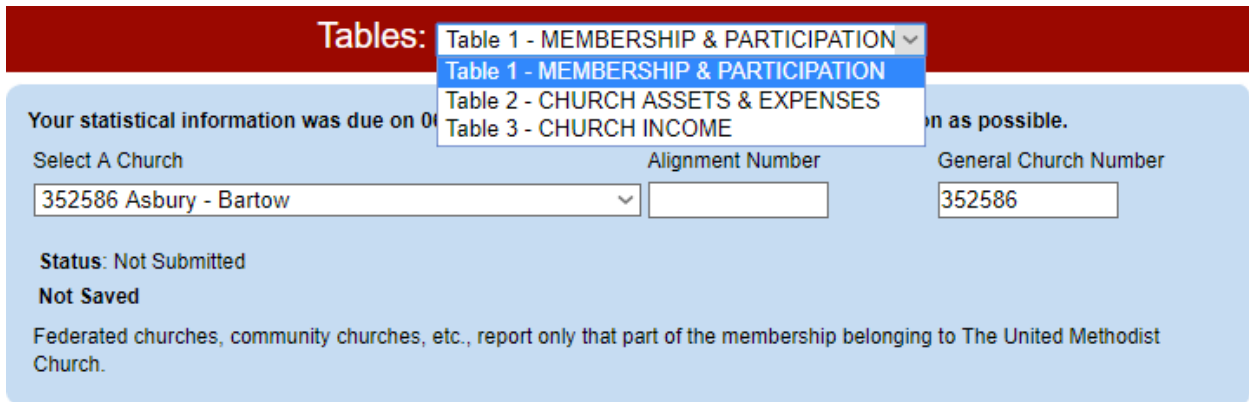 Tables: Table 1 - MEMBERSHIP & PARTICIPATION
Table 1 - MEMBERSHIP & PARTICIPATION
Table 2 - CHURCH ASSETS & EXPENSES
Table 3 - CHURCH INCOME
Your statistical information was due on as possible.
Select A Church Alignment Number General Church Number
352586 Asbury - Bartow 352586
Status: Not Submitted
Not Saved
Federated churches, community churches, etc., report only that part of the membership belonging to The United Methodist
Church.